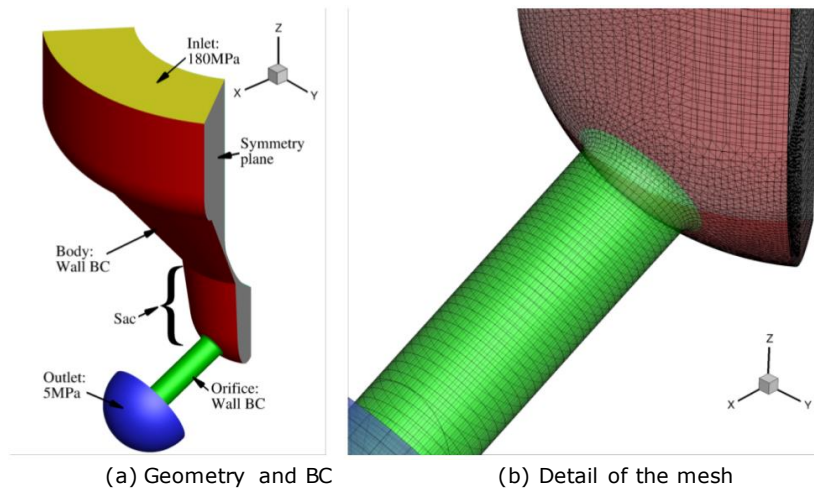 Inlet:
180MPa
Z
X
Y
Symmetry
plane
Body:
Wall BC
Sac
Outlet:
5MPa
Orifice:
Wall BC
Z
X
Y
(a) Geometry and BC
(b) Detail of the mesh